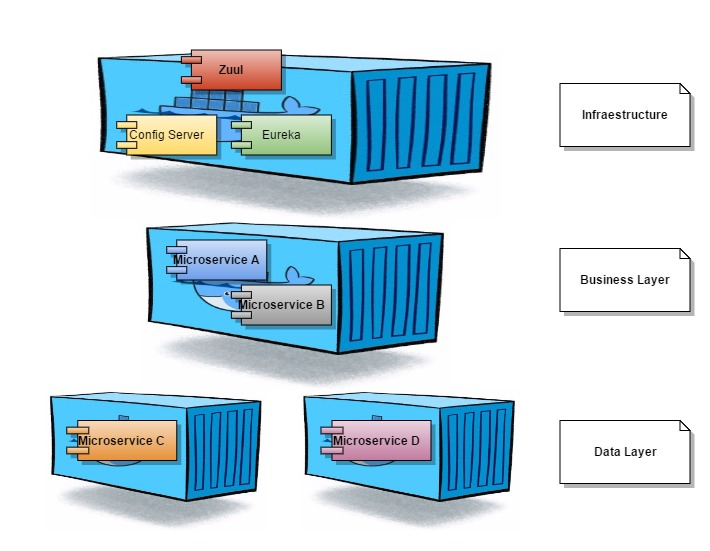 Zuul
Infraestructure
Config Server
Eureka
Microservice A
Business Layer
Microservice B
Microservice C
Microservice D
Data Layer